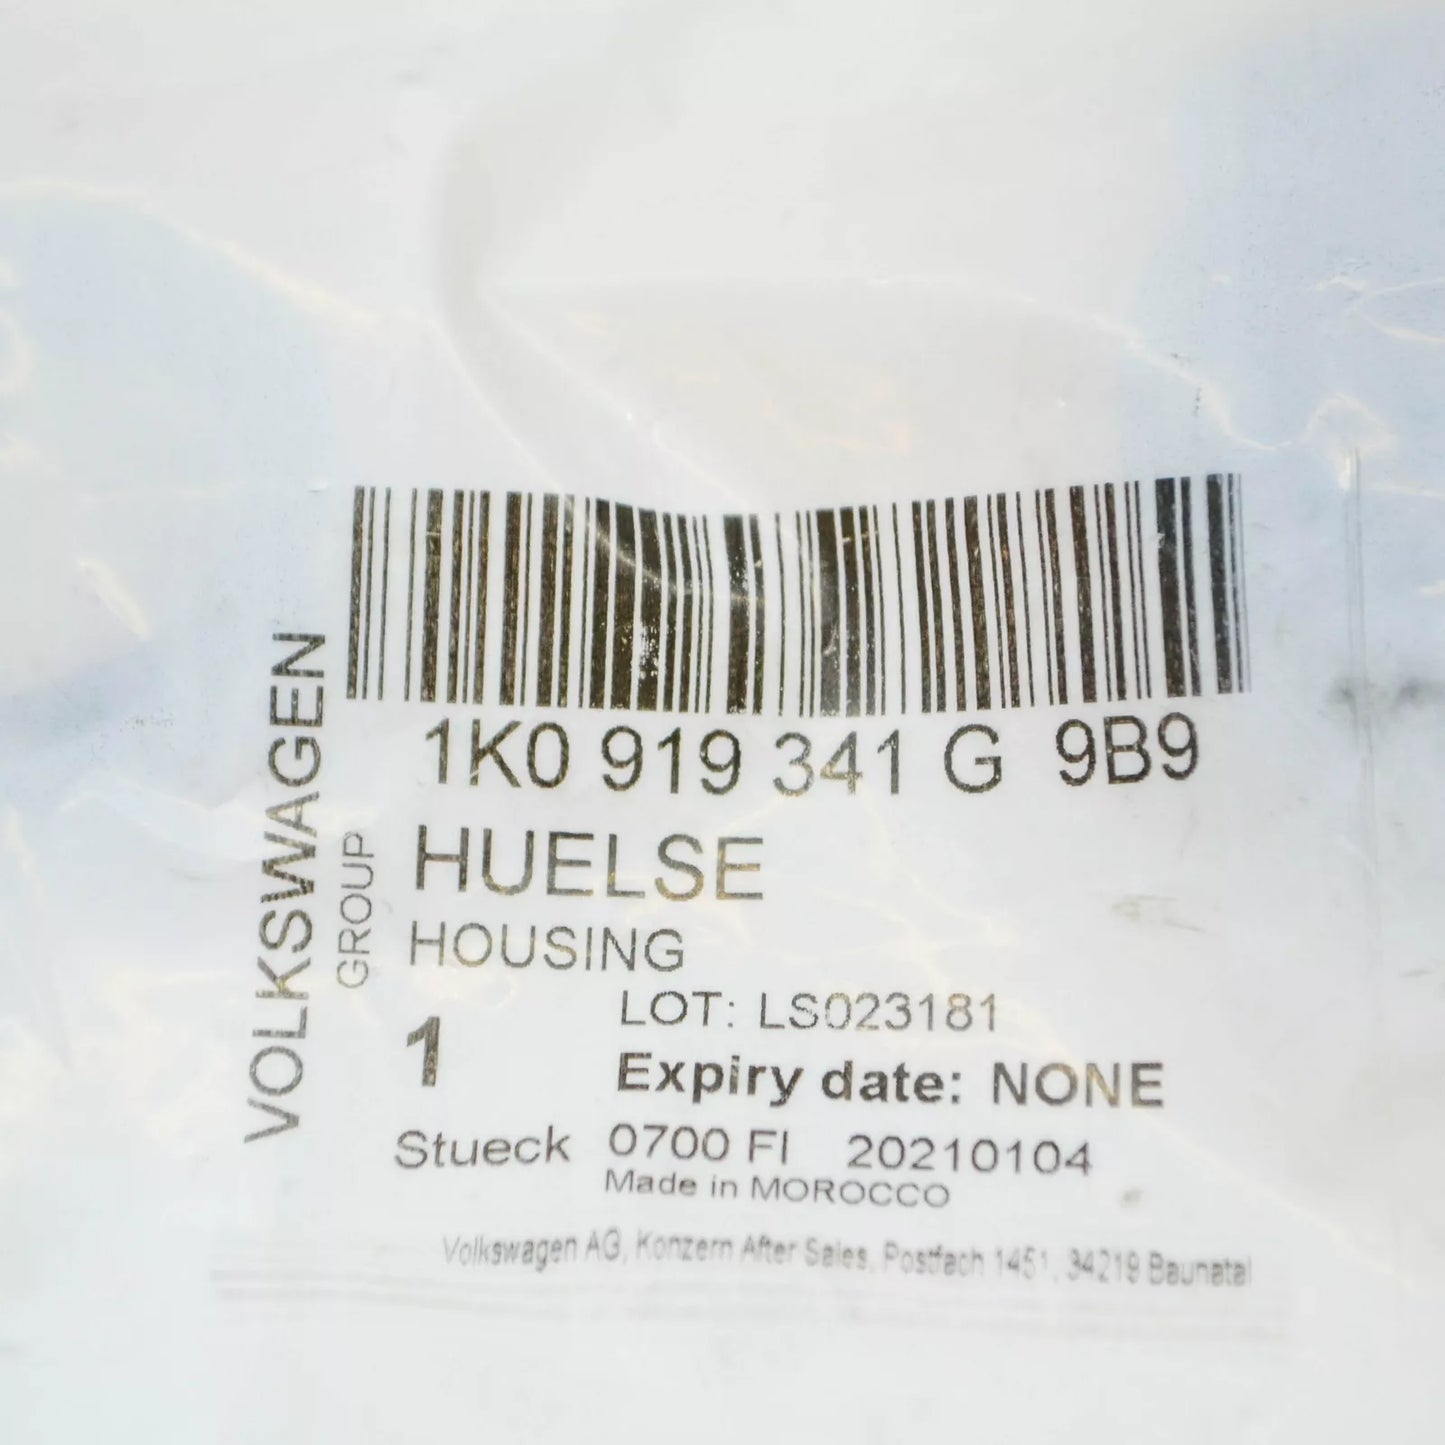 VOLKSWAGEN
GROUP
1K0 919 341 G 9B9
HUELSE
HOUSING
LOT: LS023181
1
Expiry date: NONE
Stueck 0700 FI 20210104
Made in MOROCCO
Volkswagen AG, Konzern After Sales, Postfach 1451, 34219 Baunatal